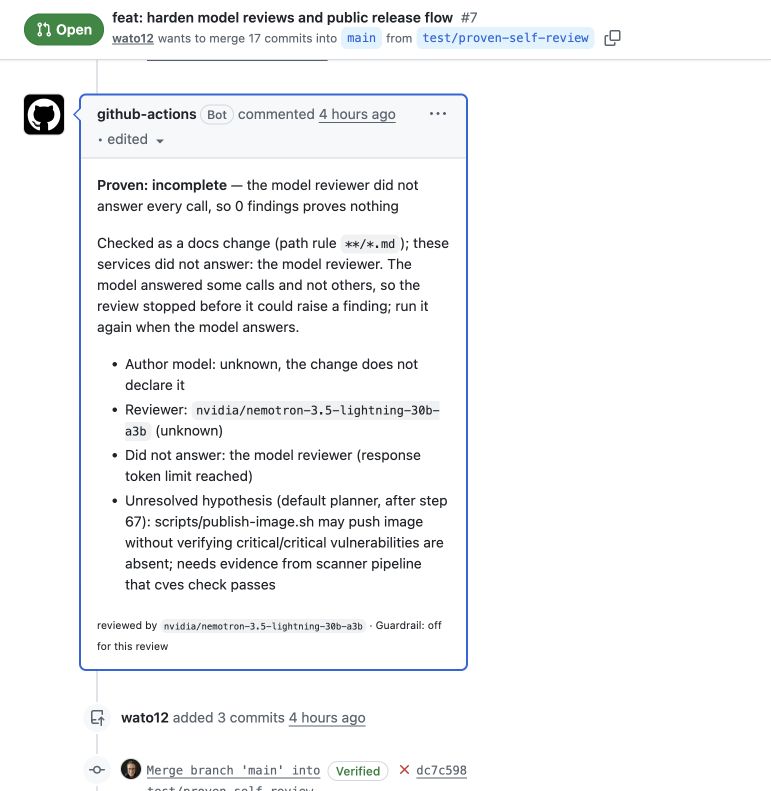 Open
feat: harden model reviews and public release flow #7
wato12 wants to merge 17 commits into main from test/proven-self-review
github-actions Bot commented 4 hours ago ···
• edited
Proven: incomplete — the model reviewer did not
answer every call, so 0 findings proves nothing
Checked as a docs change (path rule **/*.md ); these
services did not answer: the model reviewer. The
model answered some calls and not others, so the
review stopped before it could raise a finding; run it
again when the model answers.
• Author model: unknown, the change does not
declare it
• Reviewer: nvidia/nemotron-3.5-lightning-30b-
a3b (unknown)
• Did not answer: the model reviewer (response
token limit reached)
• Unresolved hypothesis (default planner, after step
67): scripts/publish-image.sh may push image
without verifying critical/critical vulnerabilities are
absent; needs evidence from scanner pipeline
that cves check passes
reviewed by nvidia/nemotron-3.5-lightning-30b-a3b · Guardrail: off
for this review
wato12 added 3 commits 4 hours ago
Merge branch 'main' into Verified dc7c598
test/proven-self-review